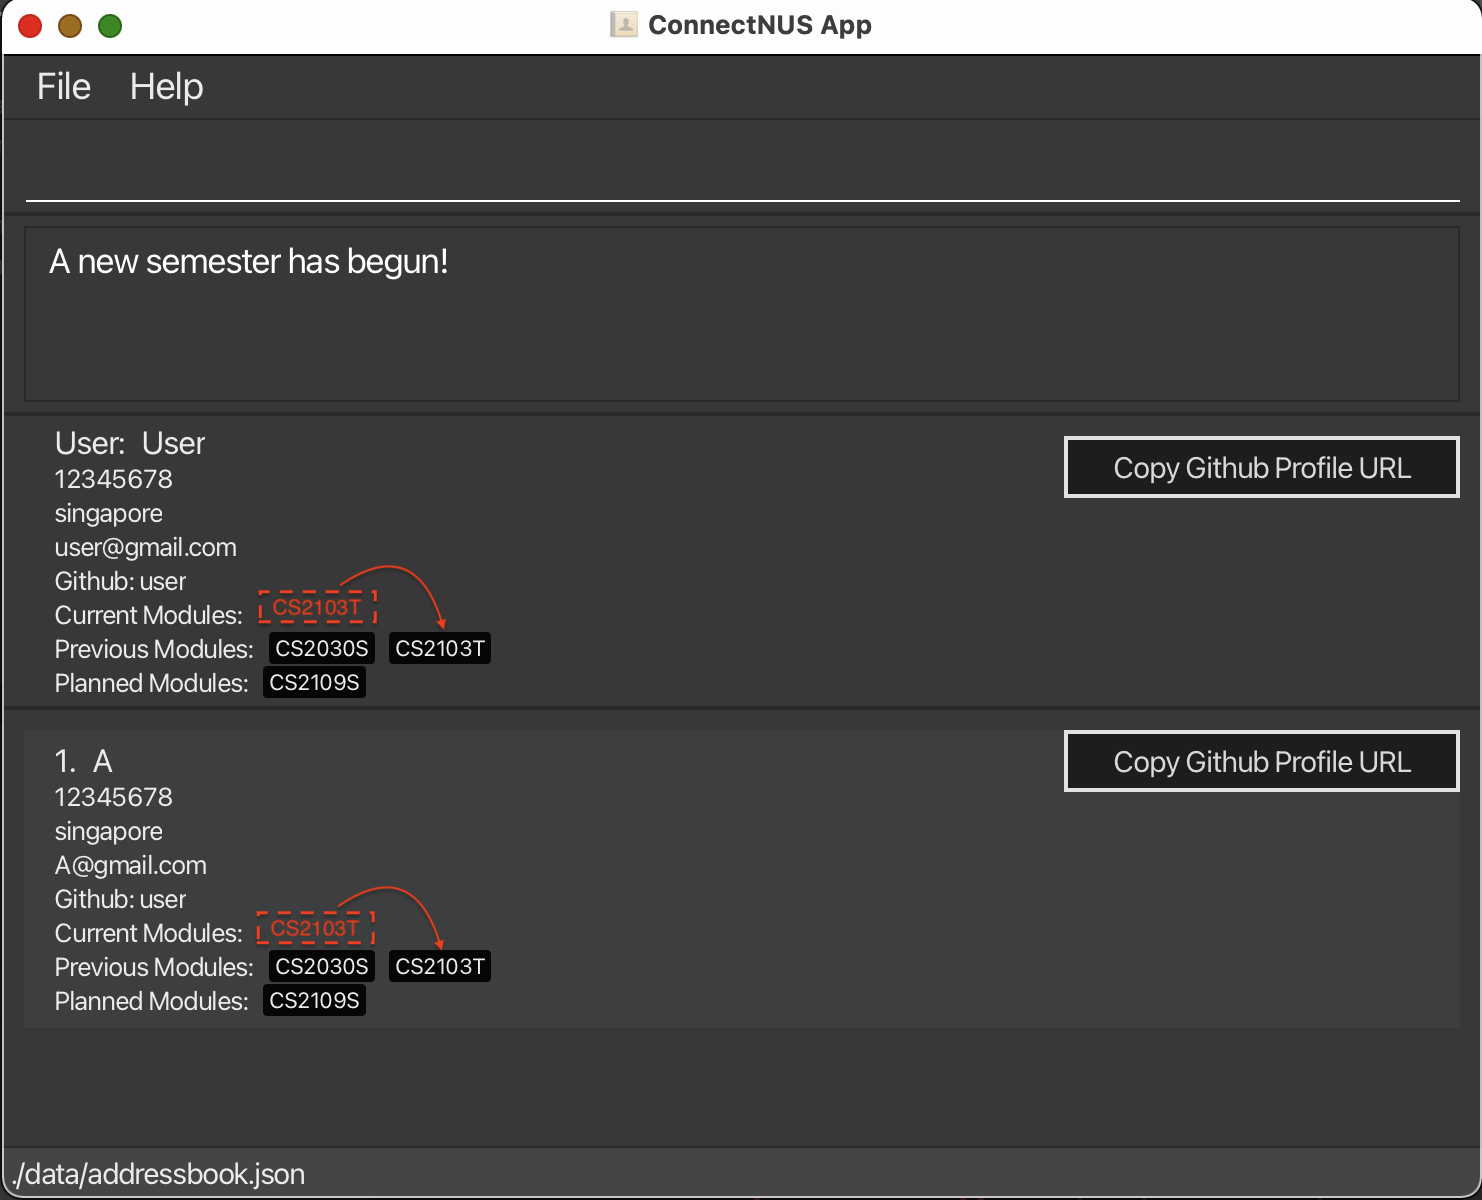 ConnectNUS App
File Help
A new semester has begun!
User: User
Copy Github Profile URL
12345678
singapore
user@gmail.com
Github: user
Current Modules: CS2103T
Previous Modules: CS2030S CS2103T
Planned Modules: CS2109S
1. A
Copy Github Profile URL
12345678
singapore
A@gmail.com
Github: user
Current Modules: CS2103T
Previous Modules: CS2030S CS2103T
Planned Modules: CS2109S
./data/addressbook.json